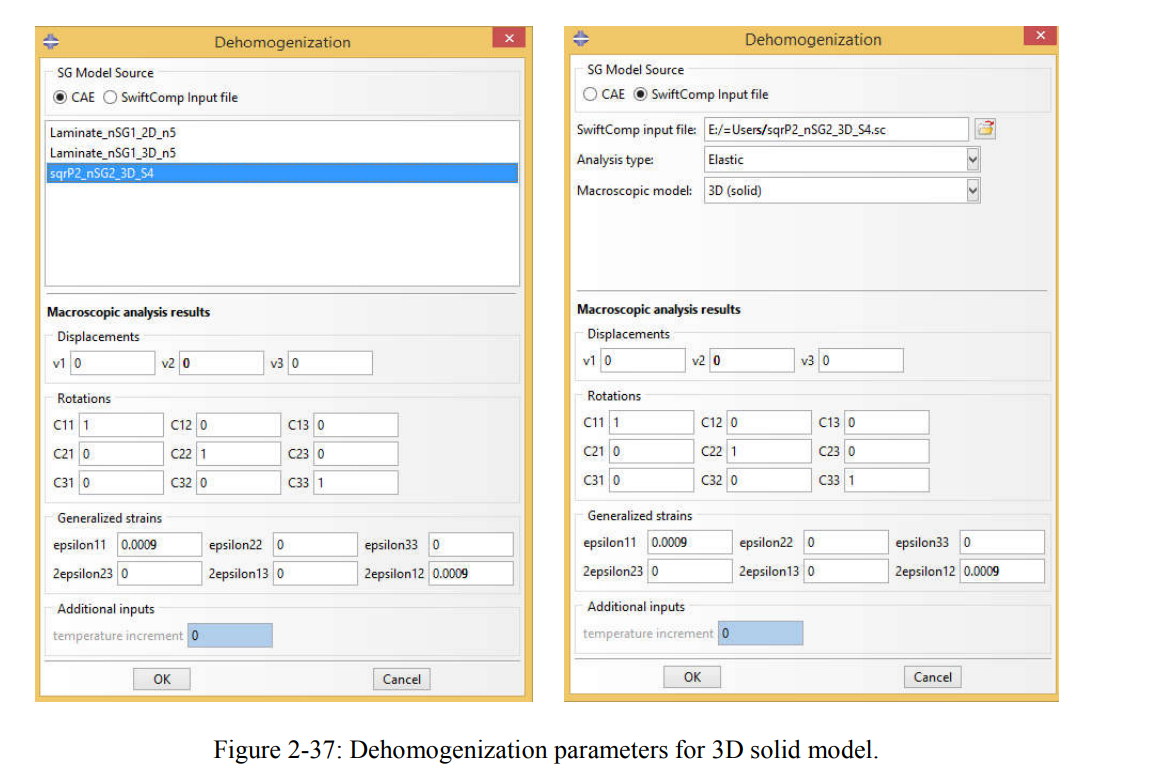 Dehomogenization
SG Model Source
CAE SwiftComp Input file
Laminate_nSG1_2D_n5
Laminate_nSG1_3D_n5
sqrP2_nSG2_3D_S4
Macroscopic analysis results
Displacements
v1 0 v2 0 v3 0
Rotations
C11 1 C12 0 C13 0
C21 0 C22 1 C23 0
C31 0 C32 0 C33 1
Generalized strains
epsilon11 0.0009 epsilon22 0 epsilon33 0
2epsilon23 0 2epsilon13 0 2epsilon12 0.0009
Additional inputs
temperature increment 0
OK Cancel
Dehomogenization
SG Model Source
CAE SwiftComp Input file
SwiftComp input file: E:/=Users/sqrP2_nSG2_3D_S4.sc
Analysis type: Elastic
Macroscopic model: 3D (solid)
Macroscopic analysis results
Displacements
v1 0 v2 0 v3 0
Rotations
C11 1 C12 0 C13 0
C21 0 C22 1 C23 0
C31 0 C32 0 C33 1
Generalized strains
epsilon11 0.0009 epsilon22 0 epsilon33 0
2epsilon23 0 2epsilon13 0 2epsilon12 0.0009
Additional inputs
temperature increment 0
OK Cancel
Figure 2-37: Dehomogenization parameters for 3D solid model.